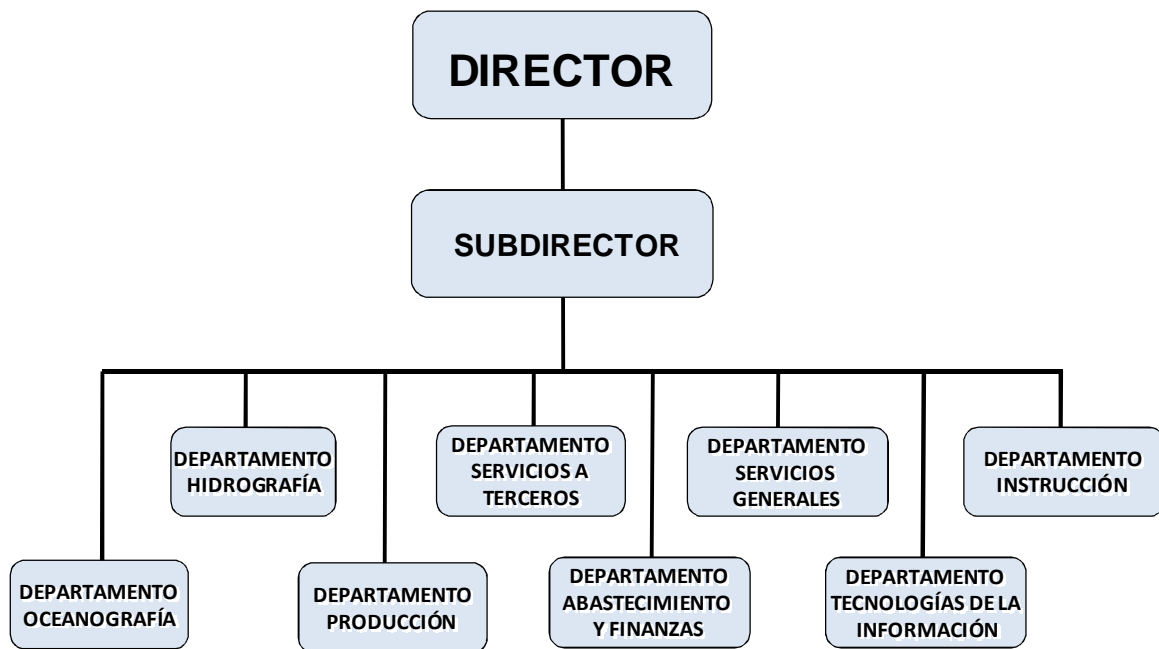 DIRECTOR
SUBDIRECTOR
DEPARTAMENTO
HIDROGRAFÍA
DEPARTAMENTO
SERVICIOS A
TERCEROS
DEPARTAMENTO
SERVICIOS
GENERALES
DEPARTAMENTO
INSTRUCCIÓN
DEPARTAMENTO
OCEANOGRAFÍA
DEPARTAMENTO
PRODUCCIÓN
DEPARTAMENTO
ABASTECIMIENTO
Y FINANZAS
DEPARTAMENTO
TECNOLOGÍAS DE LA
INFORMACIÓN